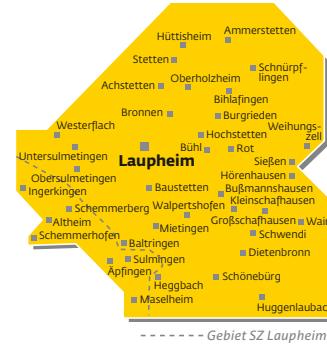 Ammerstetten
Hüttisheim
Stetten
Schnürpf-
lingen
Oberholzheim
Achstetten
Bihlafingen
Bronnen
Burgrieden
Westerflach
Weihungs-
zell
Hochstetten
Untersulmetingen
Laupheim
Bühl
Rot
Sießen
Obersulmetingen
Hörenhausen
Ingerkingen
Baustetten
Bußmannshausen
Kleinschafhausen
Schemmerberg
Walpertshofen
Großschafhausen
Wain
Altheim
Mietingen
Schwendi
Schemmerhofen
Baltringen
Dietenbronn
Sulmingen
Äpfingen
Heggbach
Schönebürg
Maselheim
Huggenlaubach
Gebiet SZ Laupheim